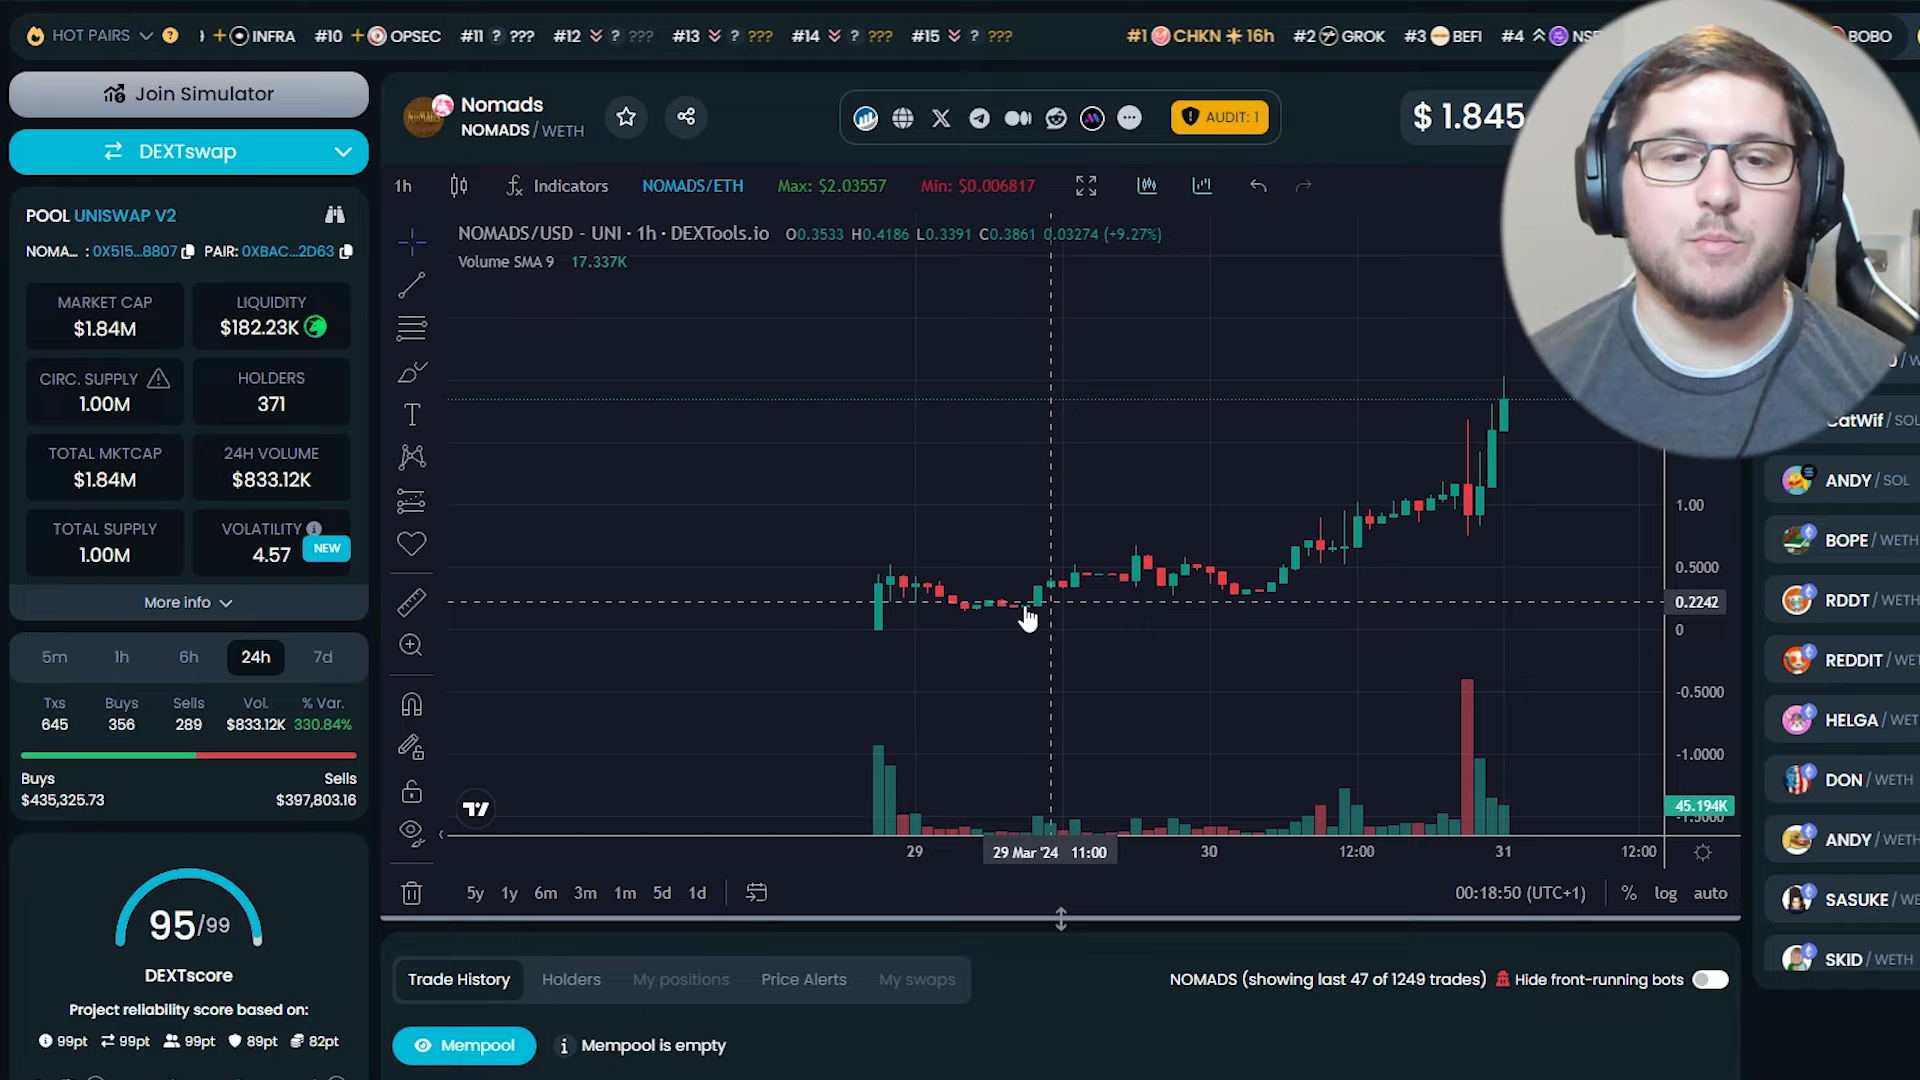 HOT PAIRS ?
INFRA #10 OPSEC #11 ? ??? #12 ? ??? #13 ? ??? #14 ? ??? #15 ? ???
#1 CHKN 16h #2 GROK #3 BEFI #4
BOBO
Join Simulator
DEXTswap
Nomads
NOMADS / WETH
AUDIT: 1
$ 1.845
1h Indicators NOMADS/ETH Max: $2.03557 Min: $0.006817
POOL UNISWAP V2
NOMA... : 0X515...8807 PAIR: 0XBAC...2D63
NOMADS/USD - UNI · 1h · DEXTools.io O0.3533 H0.4186 L0.3391 C0.3861 0.03274 (+9.27%)
Volume SMA 9 17.337K
MARKET CAP
$1.84M
LIQUIDITY
$182.23K
CIRC. SUPPLY
1.00M
HOLDERS
371
TOTAL MKTCAP
$1.84M
24H VOLUME
$833.12K
TOTAL SUPPLY
1.00M
VOLATILITY
4.57 NEW
More info
5m 1h 6h 24h 7d
Txs Buys Sells Vol. % Var.
645 356 289 $833.12K 330.84%
Buys Sells
$435,325.73 $397,803.16
95/99
DEXTscore
Project reliability score based on:
99pt 99pt 99pt 89pt 82pt
1.00
0.5000
0.2242
0
-0.5000
-1.0000
45.194K
-1.5000
29 29 Mar '24 11:00 30 12:00 31 12:00
5y 1y 6m 3m 1m 5d 1d 00:18:50 (UTC+1) % log auto
Trade History Holders My positions Price Alerts My swaps
NOMADS (showing last 47 of 1249 trades) Hide front-running bots
Mempool i Mempool is empty
CatWif / SOL
ANDY / SOL
BOPE / WETH
RDDT / WETH
REDDIT / WET
HELGA / WET
DON / WETH
ANDY / WETH
SASUKE / WE
SKID / WETH